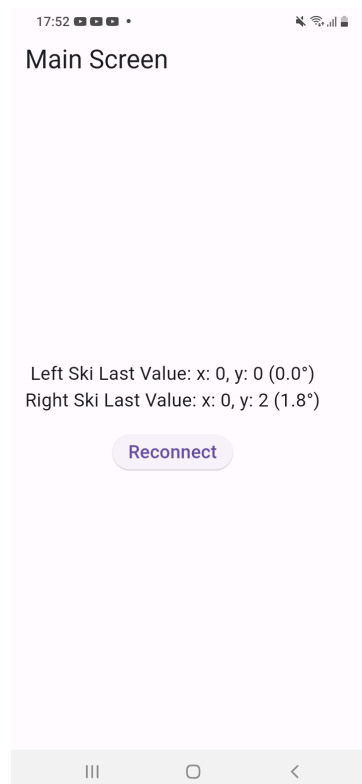 17:52
Main Screen
Left Ski Last Value: x: 0, y: 0 (0.0°)
Right Ski Last Value: x: 0, y: 2 (1.8°)
Reconnect